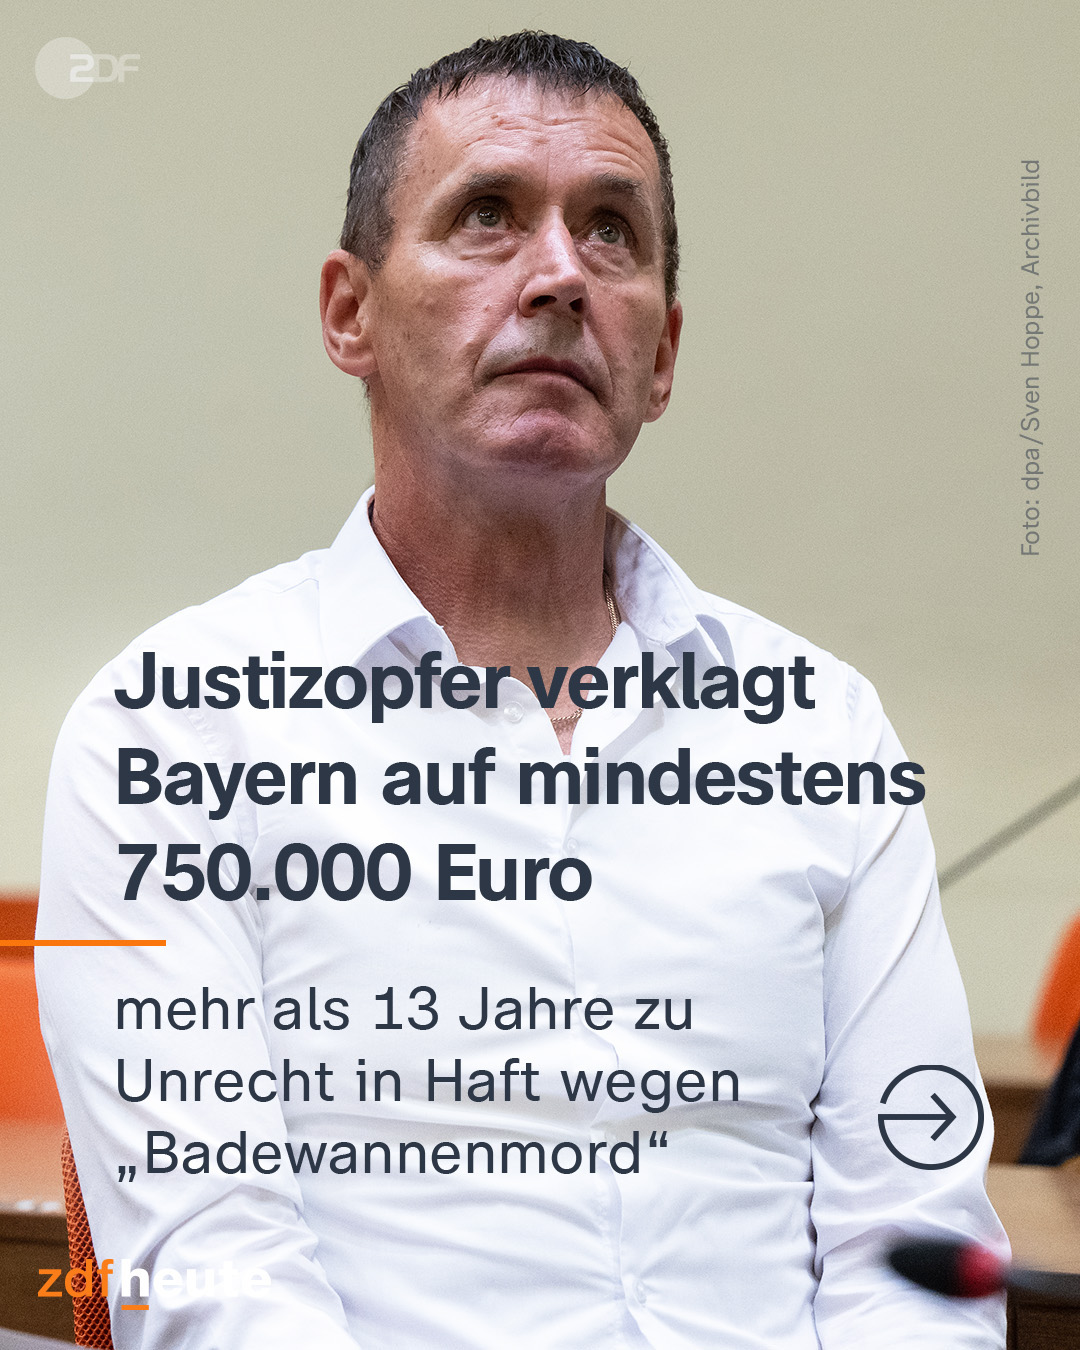 ZDF
Foto: dpa/Sven Hoppe, Archivbild
Justizopfer verklagt
Bayern auf mindestens
750.000 Euro
mehr als 13 Jahre zu
Unrecht in Haft wegen
„Badewannenmord“
zdfheute